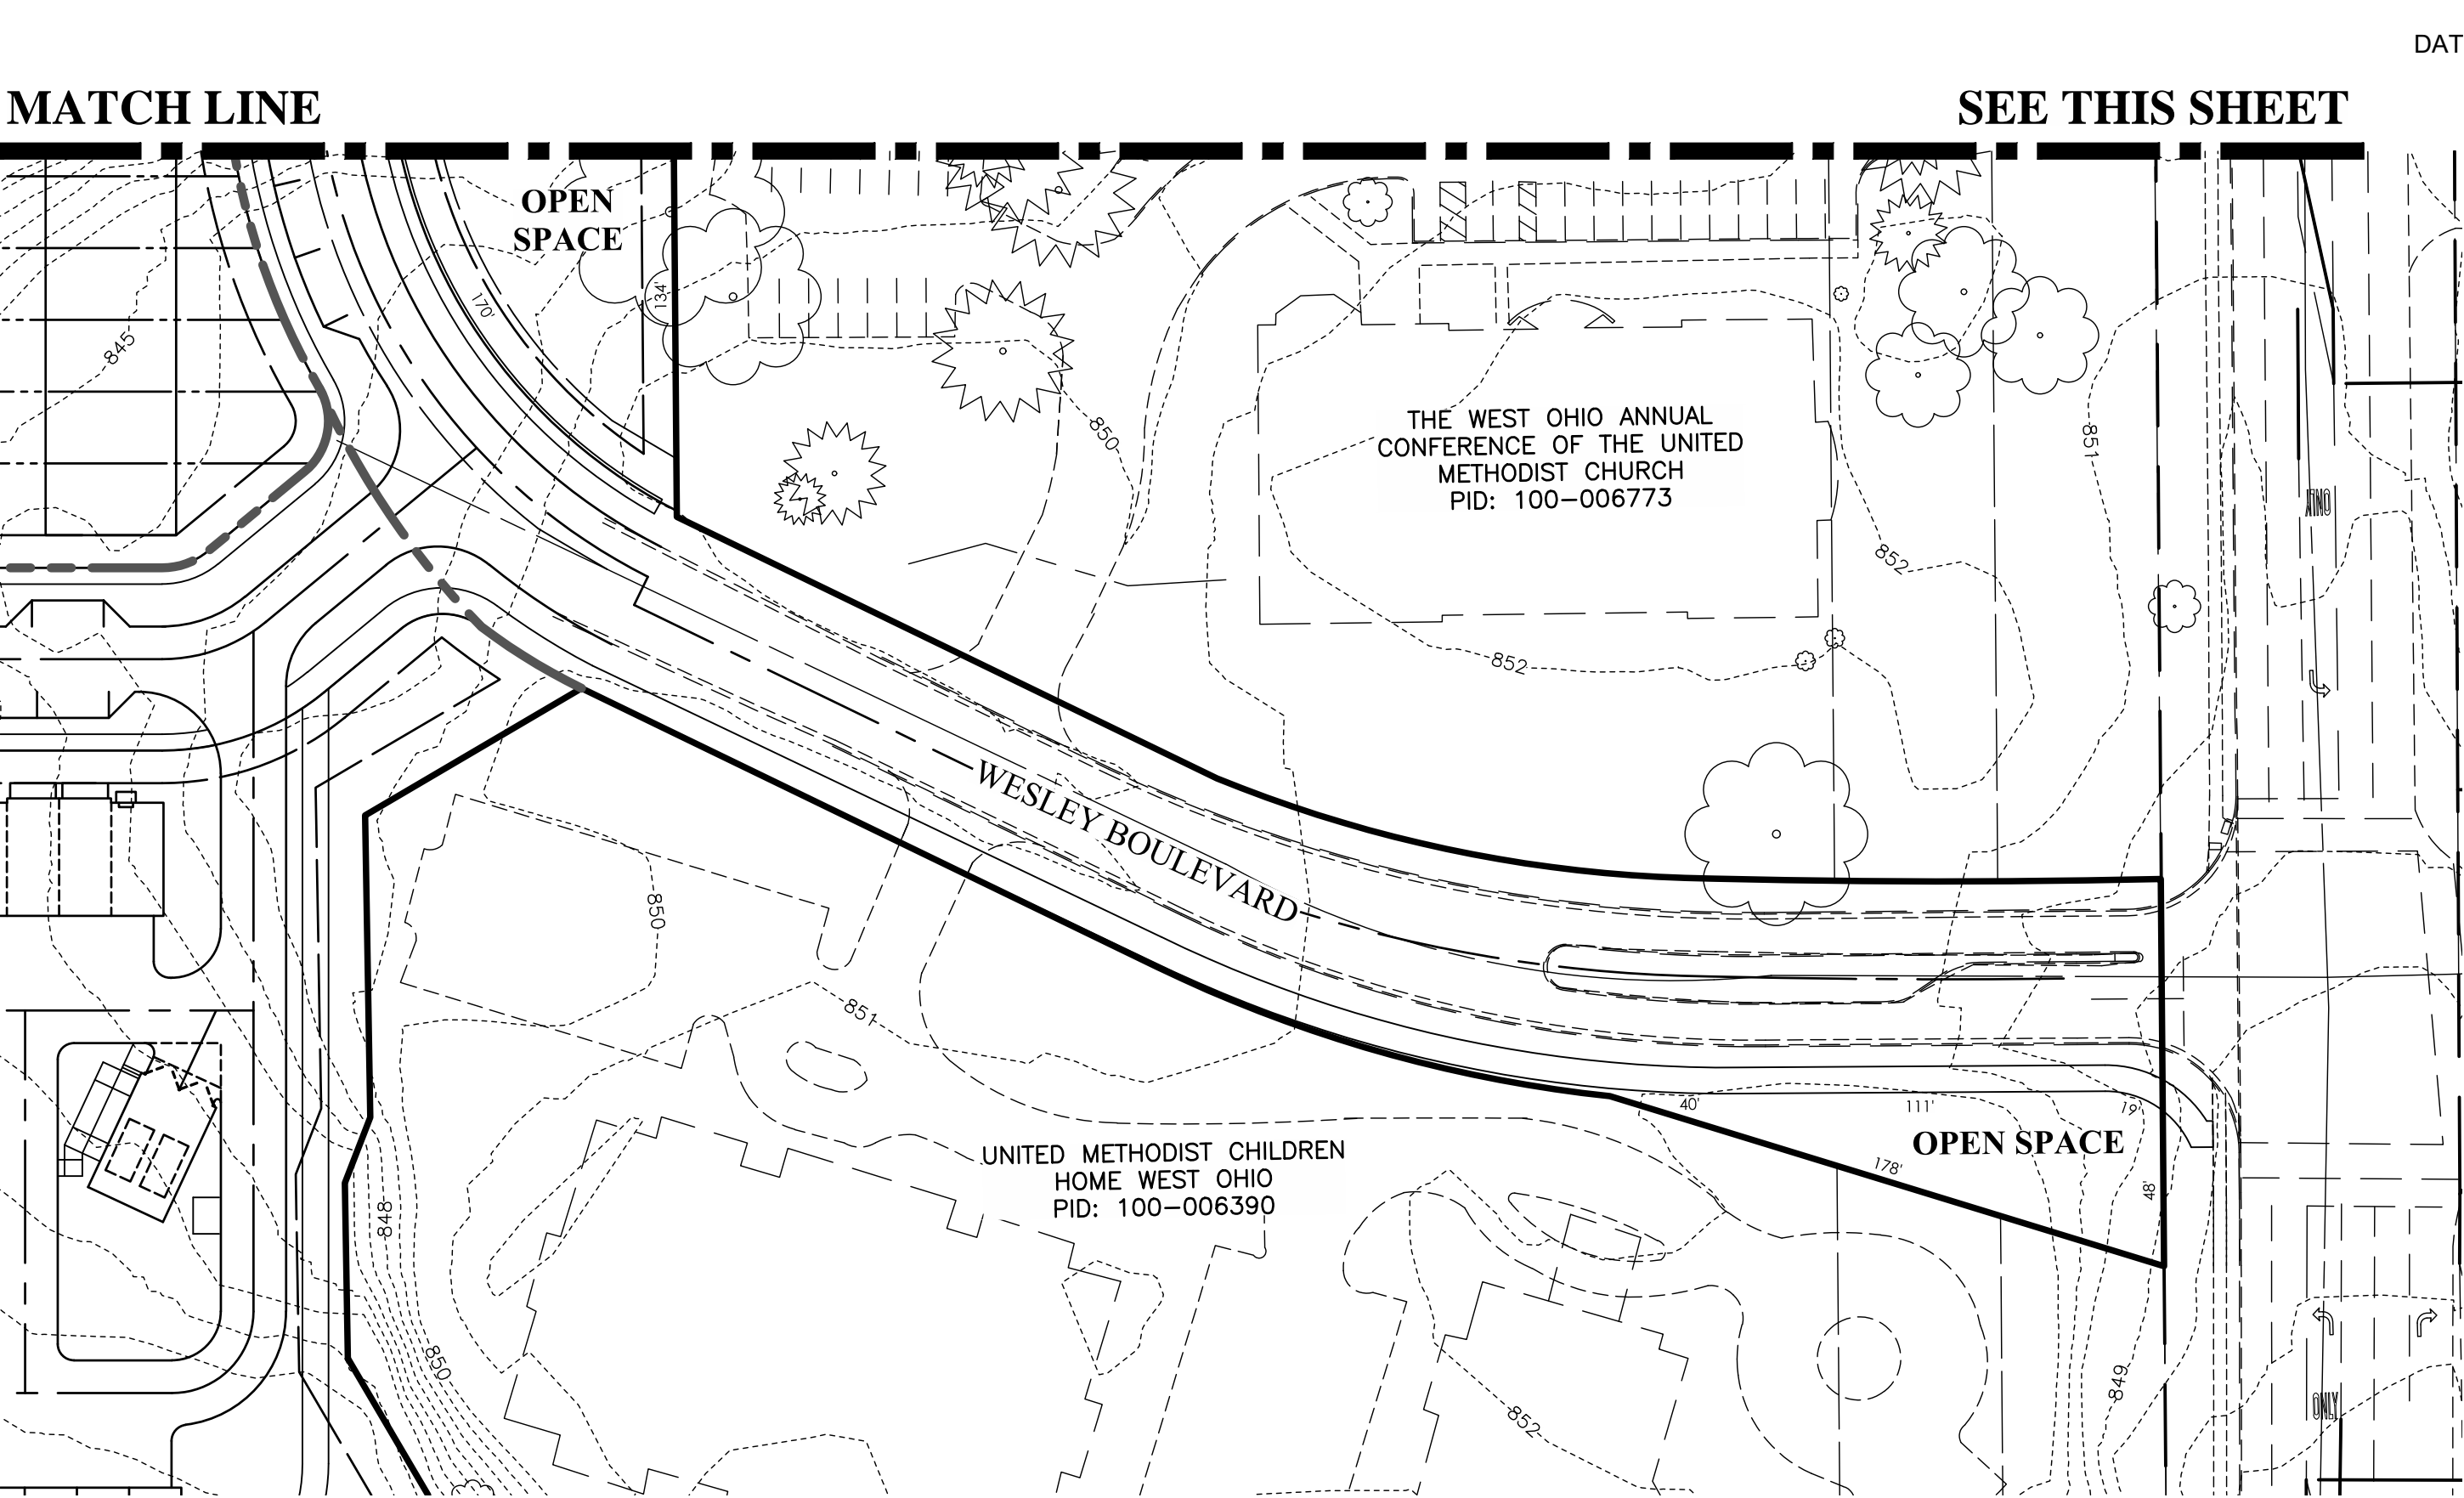 DAT
MATCH LINE
SEE THIS SHEET
OPEN
SPACE
170'
134'
845
850
THE WEST OHIO ANNUAL
CONFERENCE OF THE UNITED
METHODIST CHURCH
PID: 100-006773
851
852
852
ONLY
WESLEY BOULEVARD
850
851
40'
111'
19'
OPEN SPACE
178'
48'
UNITED METHODIST CHILDREN
HOME WEST OHIO
PID: 100-006390
848
850
852
849
ONLY